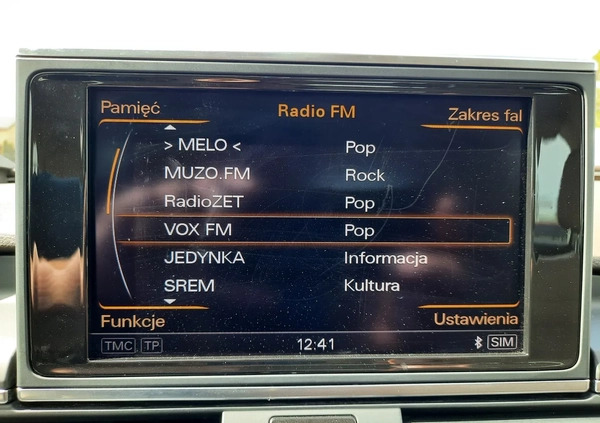 Pamięć Radio FM Zakres fal
> MELO < Pop
MUZO.FM Rock
RadioZET Pop
VOX FM Pop
JEDYNKA Informacja
SREM Kultura
Funkcje Ustawienia
TMC TP 12:41 SIM